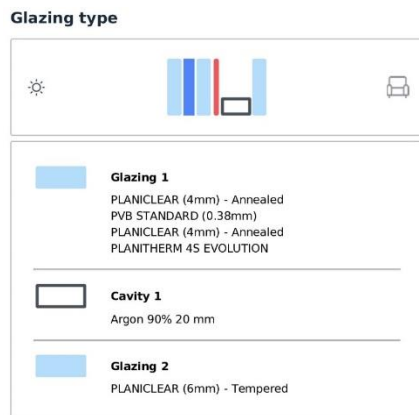 Glazing type
Glazing 1
PLANICLEAR (4mm) - Annealed
PVB STANDARD (0.38mm)
PLANICLEAR (4mm) - Annealed
PLANITHERM 4S EVOLUTION
Cavity 1
Argon 90% 20 mm
Glazing 2
PLANICLEAR (6mm) - Tempered